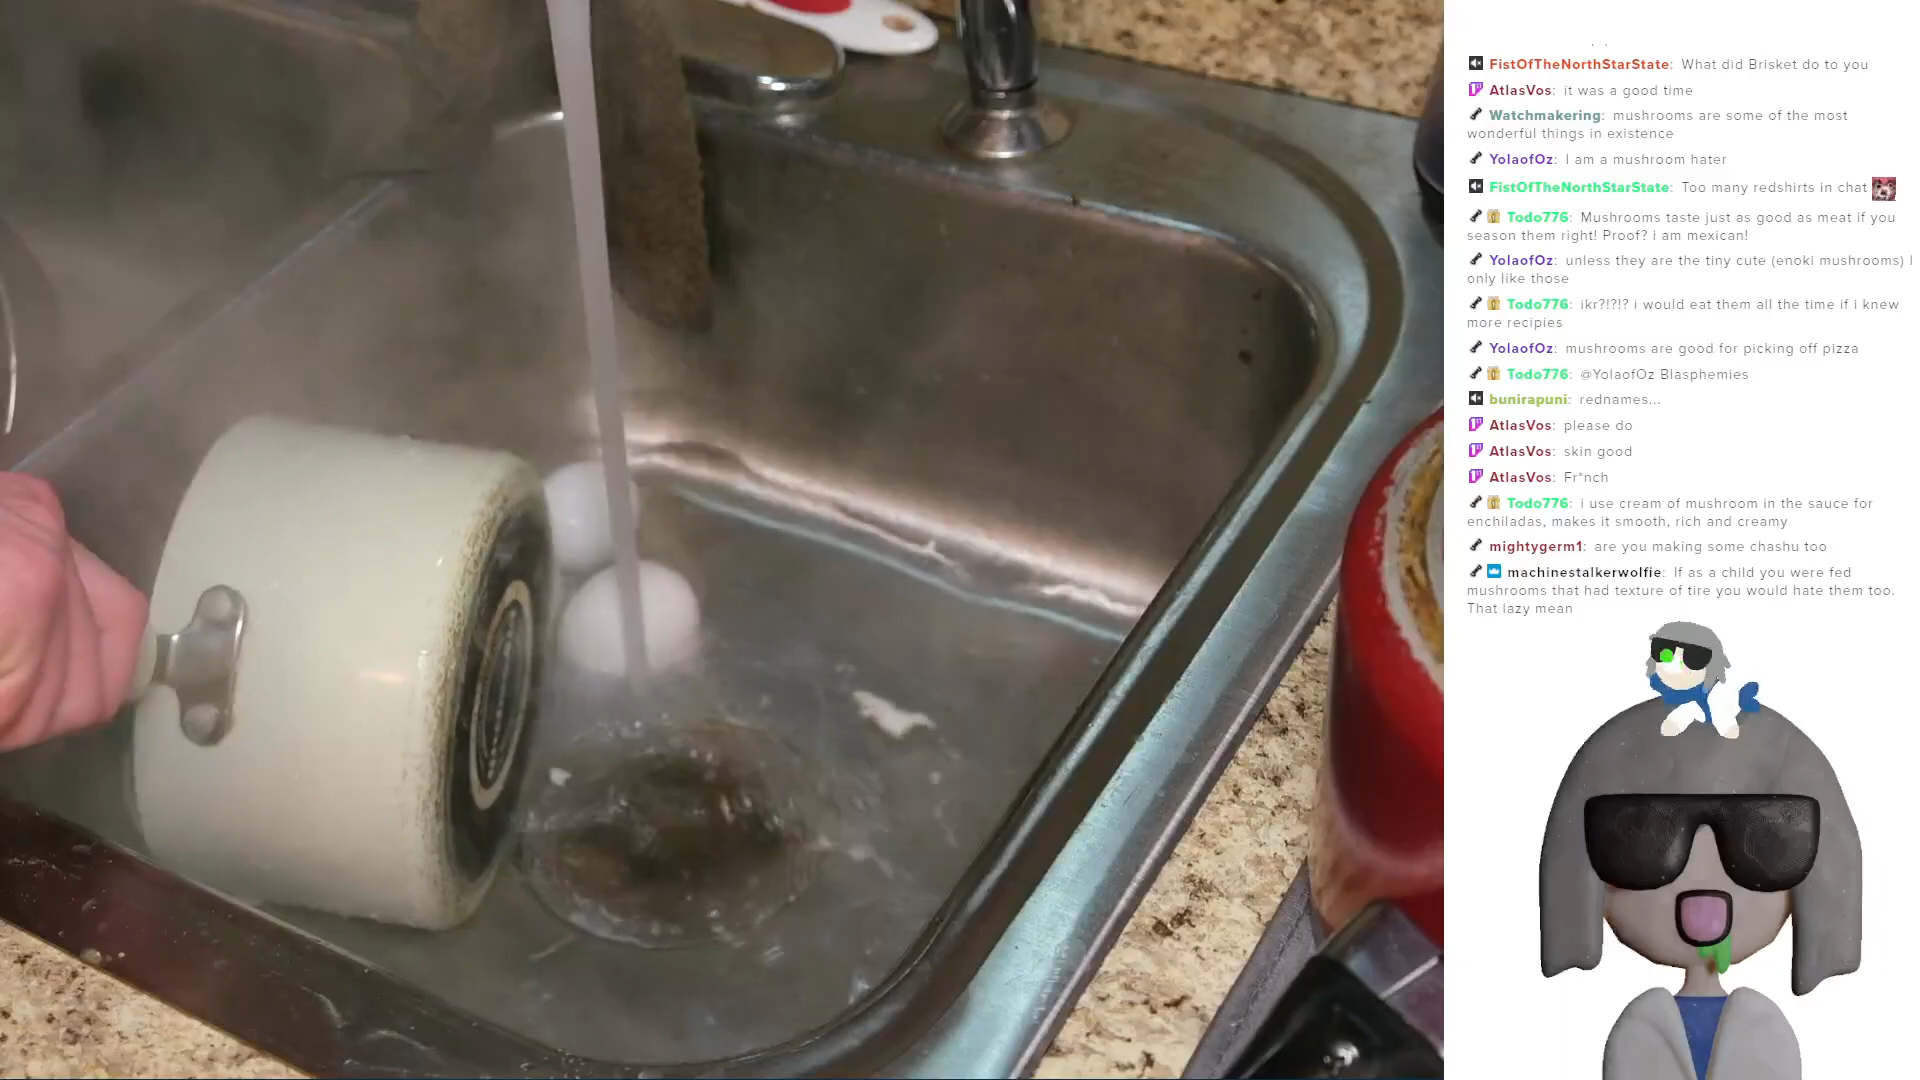 FistOfTheNorthStarState: What did Brisket do to you
AtlasVos: it was a good time
Watchmakering: mushrooms are some of the most
wonderful things in existence
YolaofOz: I am a mushroom hater
FistOfTheNorthStarState: Too many redshirts in chat
Todo776: Mushrooms taste just as good as meat if you
season them right! Proof? i am mexican!
YolaofOz: unless they are the tiny cute (enoki mushrooms) I
only like those
Todo776: ikr?!?!? i would eat them all the time if i knew
more recipies
YolaofOz: mushrooms are good for picking off pizza
Todo776: @YolaofOz Blasphemies
bunirapuni: rednames...
AtlasVos: please do
AtlasVos: skin good
AtlasVos: Fr*nch
Todo776: i use cream of mushroom in the sauce for
enchiladas, makes it smooth, rich and creamy
mightygerm1: are you making some chashu too
machinestalkerwolfie: If as a child you were fed
mushrooms that had texture of tire you would hate them too.
That lazy mean